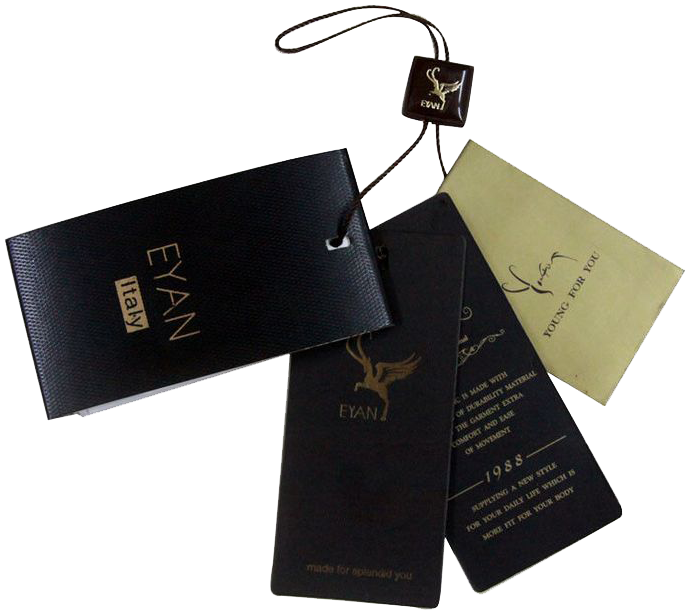 EYAN
EYAN
Italy
EYAN
made for splendid you
IS MADE WITH
OF DURABILITY MATERIAL
THE GARMENT EXTRA
COMFORT AND EASE
OF MOVEMENT
1988
SUPPLYING A NEW STYLE
FOR YOUR DAILY LIFE WHICH IS
MORE FIT FOR YOUR BODY
YOUNG FOR YOU